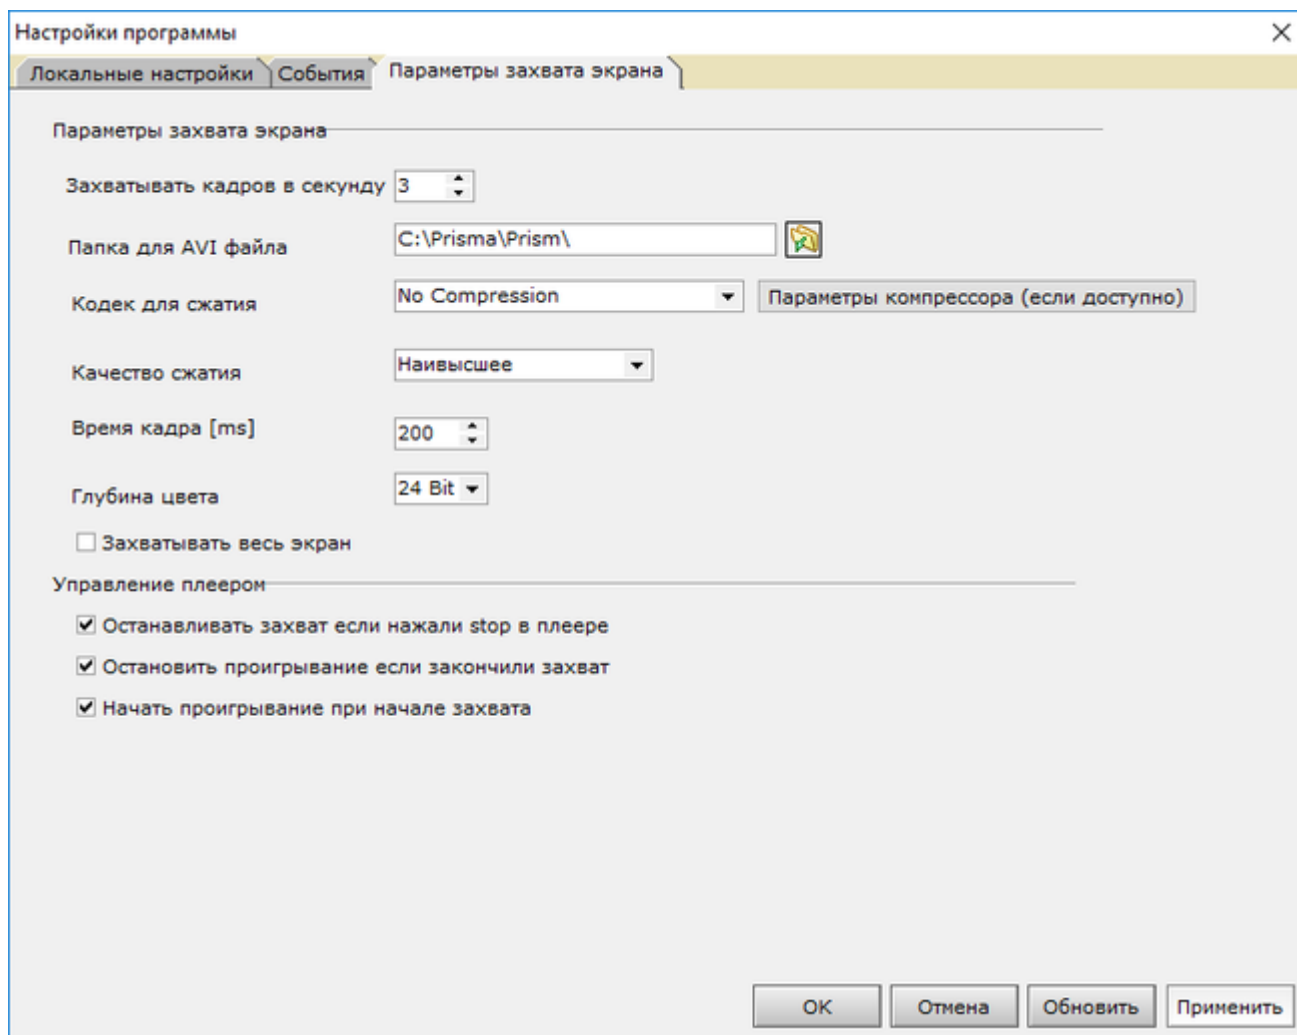 Настройки программы
Локальные настройки События Параметры захвата экрана
Параметры захвата экрана
Захватывать кадров в секунду 3
Папка для AVI файла C:\Prisma\Prism\
Кодек для сжатия No Compression Параметры компрессора (если доступно)
Качество сжатия Наивысшее
Время кадра [ms] 200
Глубина цвета 24 Bit
Захватывать весь экран
Управление плеером
Останавливать захват если нажали stop в плеере
Остановить проигрывание если закончили захват
Начать проигрывание при начале захвата
OK Отмена Обновить Применить